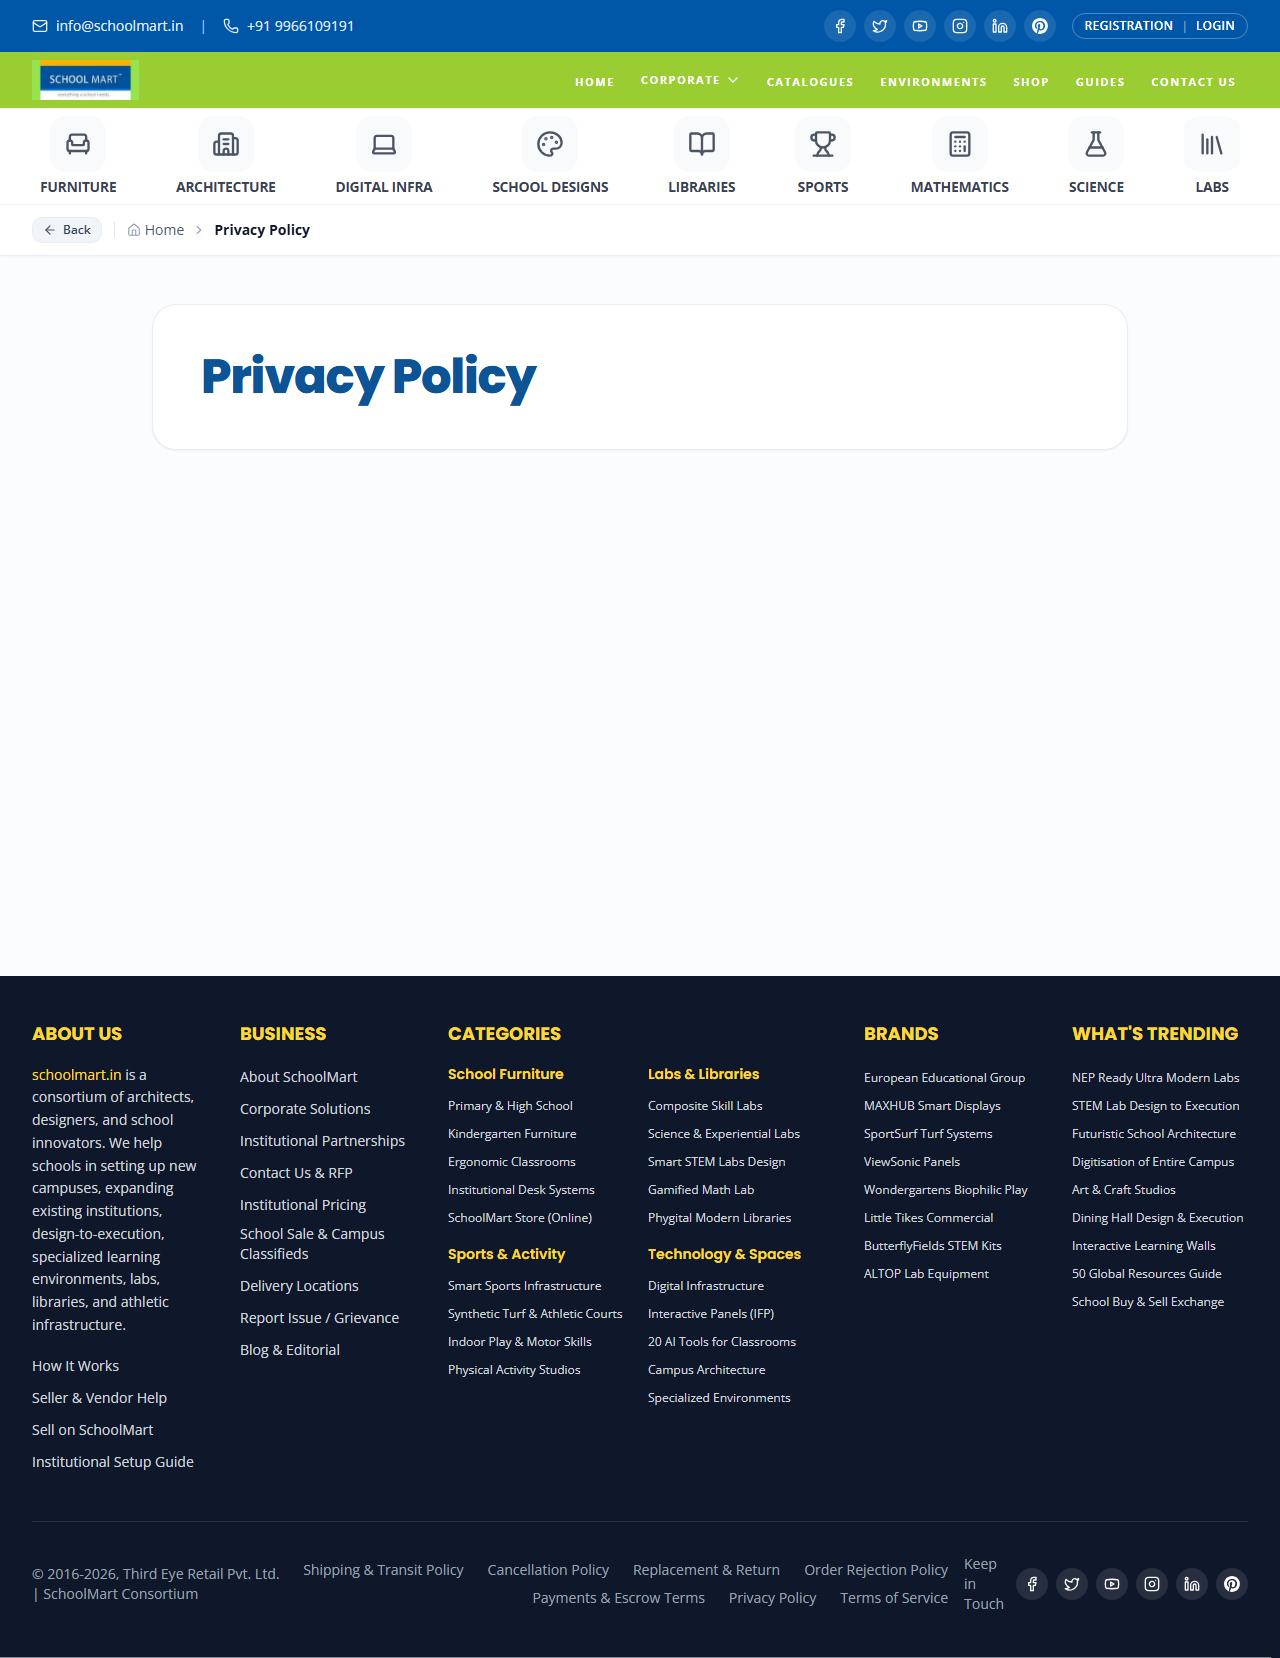 info@schoolmart.in | +91 9966109191 REGISTRATION | LOGIN
SCHOOL MART
HOME CORPORATE CATALOGUES ENVIRONMENTS SHOP GUIDES CONTACT US
FURNITURE ARCHITECTURE DIGITAL INFRA SCHOOL DESIGNS LIBRARIES SPORTS MATHEMATICS SCIENCE LABS
Back Home Privacy Policy
Privacy Policy
ABOUT US
schoolmart.in is a
consortium of architects,
designers, and school
innovators. We help
schools in setting up new
campuses, expanding
existing institutions,
design-to-execution,
specialized learning
environments, labs,
libraries, and athletic
infrastructure.
How It Works
Seller & Vendor Help
Sell on SchoolMart
Institutional Setup Guide
BUSINESS
About SchoolMart
Corporate Solutions
Institutional Partnerships
Contact Us & RFP
Institutional Pricing
School Sale & Campus
Classifieds
Delivery Locations
Report Issue / Grievance
Blog & Editorial
CATEGORIES
School Furniture
Primary & High School
Kindergarten Furniture
Ergonomic Classrooms
Institutional Desk Systems
SchoolMart Store (Online)
Labs & Libraries
Composite Skill Labs
Science & Experiential Labs
Smart STEM Labs Design
Gamified Math Lab
Phygital Modern Libraries
Sports & Activity
Smart Sports Infrastructure
Synthetic Turf & Athletic Courts
Indoor Play & Motor Skills
Physical Activity Studios
Technology & Spaces
Digital Infrastructure
Interactive Panels (IFP)
20 AI Tools for Classrooms
Campus Architecture
Specialized Environments
BRANDS
European Educational Group
MAXHUB Smart Displays
SportSurf Turf Systems
ViewSonic Panels
Wondergartens Biophilic Play
Little Tikes Commercial
ButterflyFields STEM Kits
ALTOP Lab Equipment
WHAT'S TRENDING
NEP Ready Ultra Modern Labs
STEM Lab Design to Execution
Futuristic School Architecture
Digitisation of Entire Campus
Art & Craft Studios
Dining Hall Design & Execution
Interactive Learning Walls
50 Global Resources Guide
School Buy & Sell Exchange
© 2016-2026, Third Eye Retail Pvt. Ltd.
| SchoolMart Consortium
Shipping & Transit Policy Cancellation Policy Replacement & Return Order Rejection Policy
Payments & Escrow Terms Privacy Policy Terms of Service
Keep
in
Touch